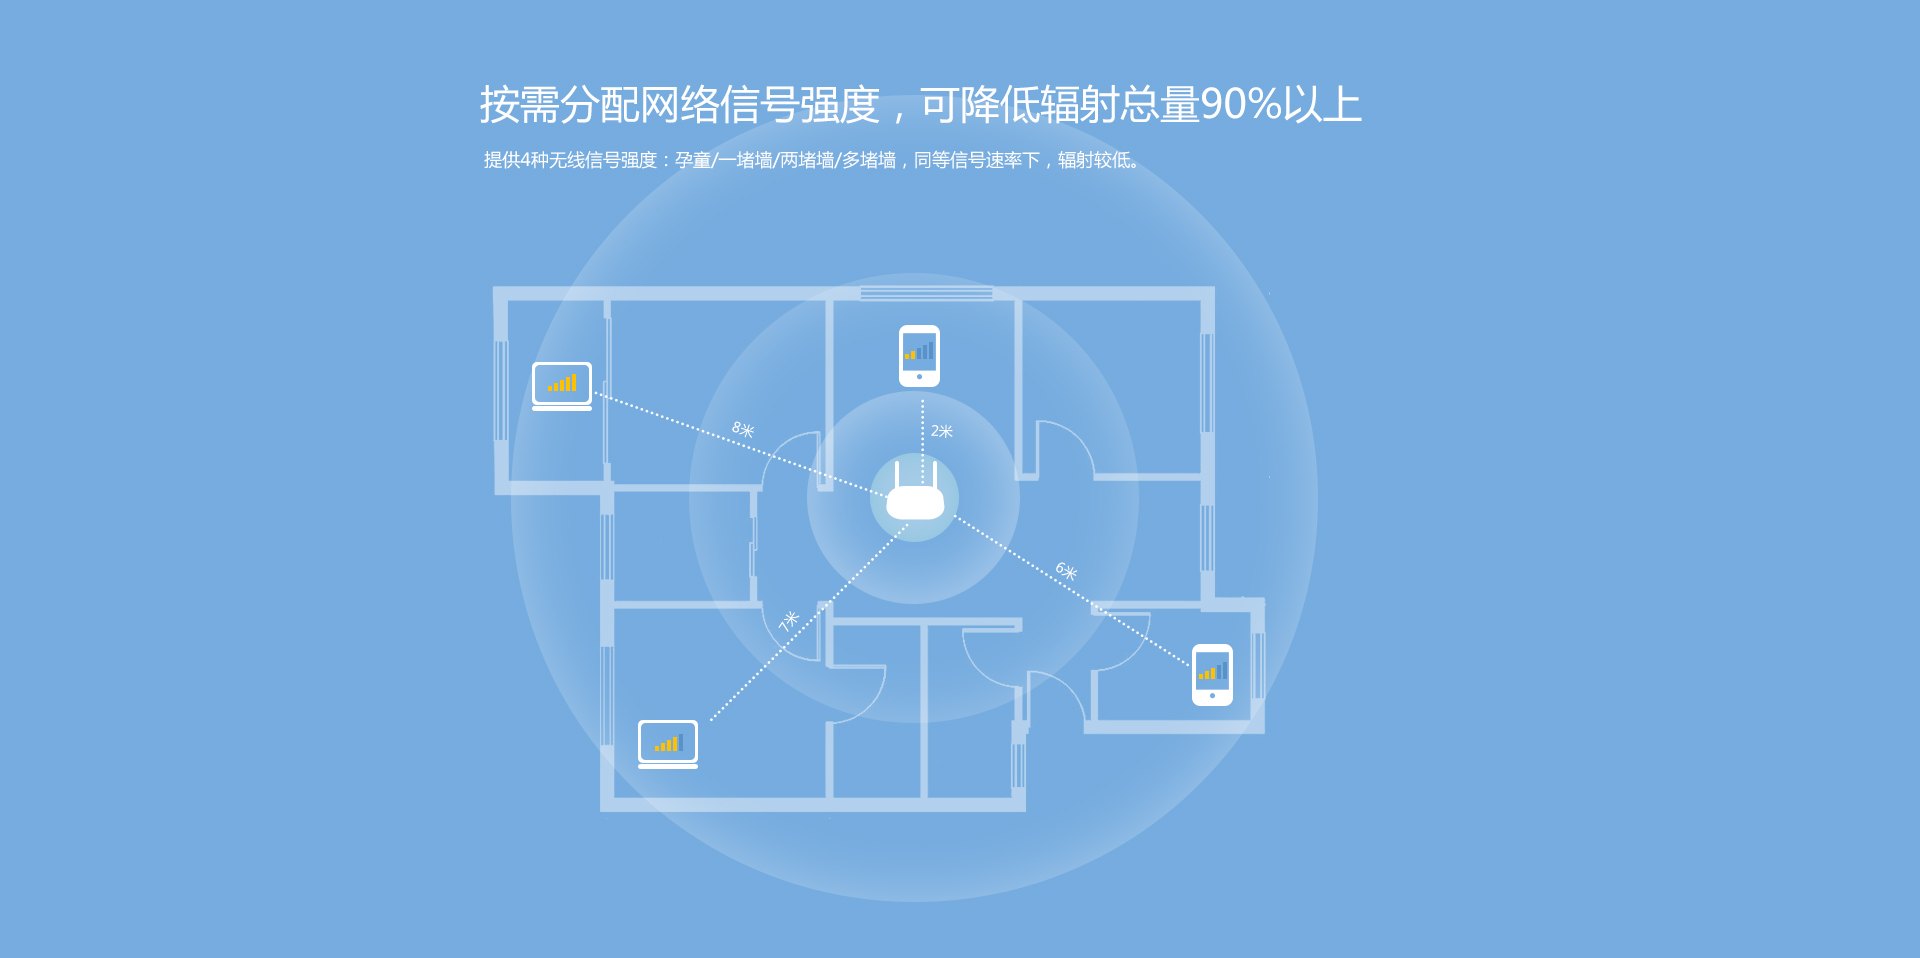 按需分配网络信号强度，可降低辐射总量90%以上
提供4种无线信号强度：孕童/一堵墙/两堵墙/多堵墙，同等信号速率下，辐射较低。
8米
2米
6米
7米